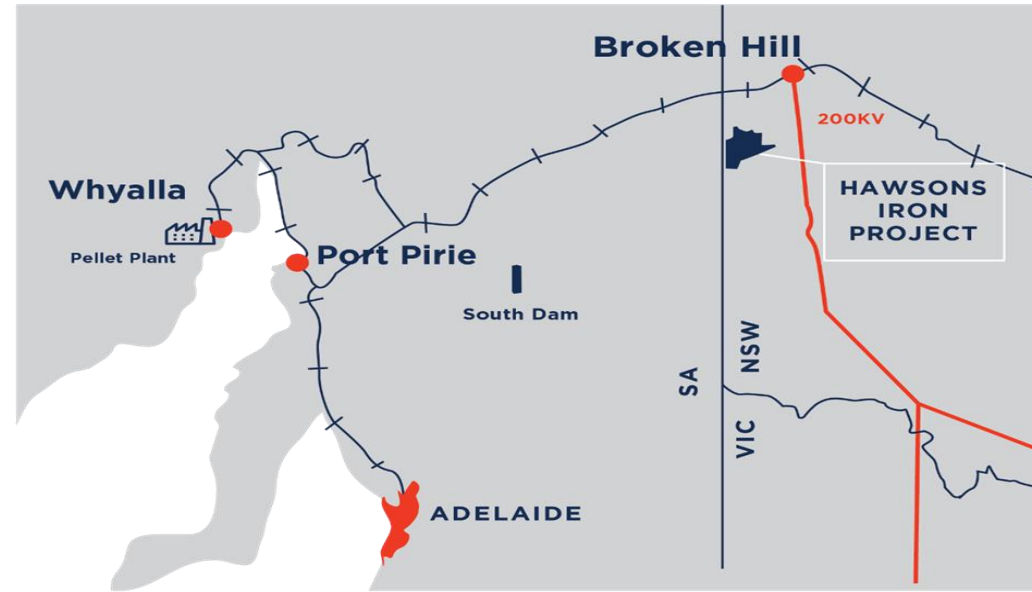 Broken Hill
200KV
Whyalla
HAWSONS
IRON
PROJECT
Pellet Plant
Port Pirie
South Dam
SA
NSW
VIC
ADELAIDE